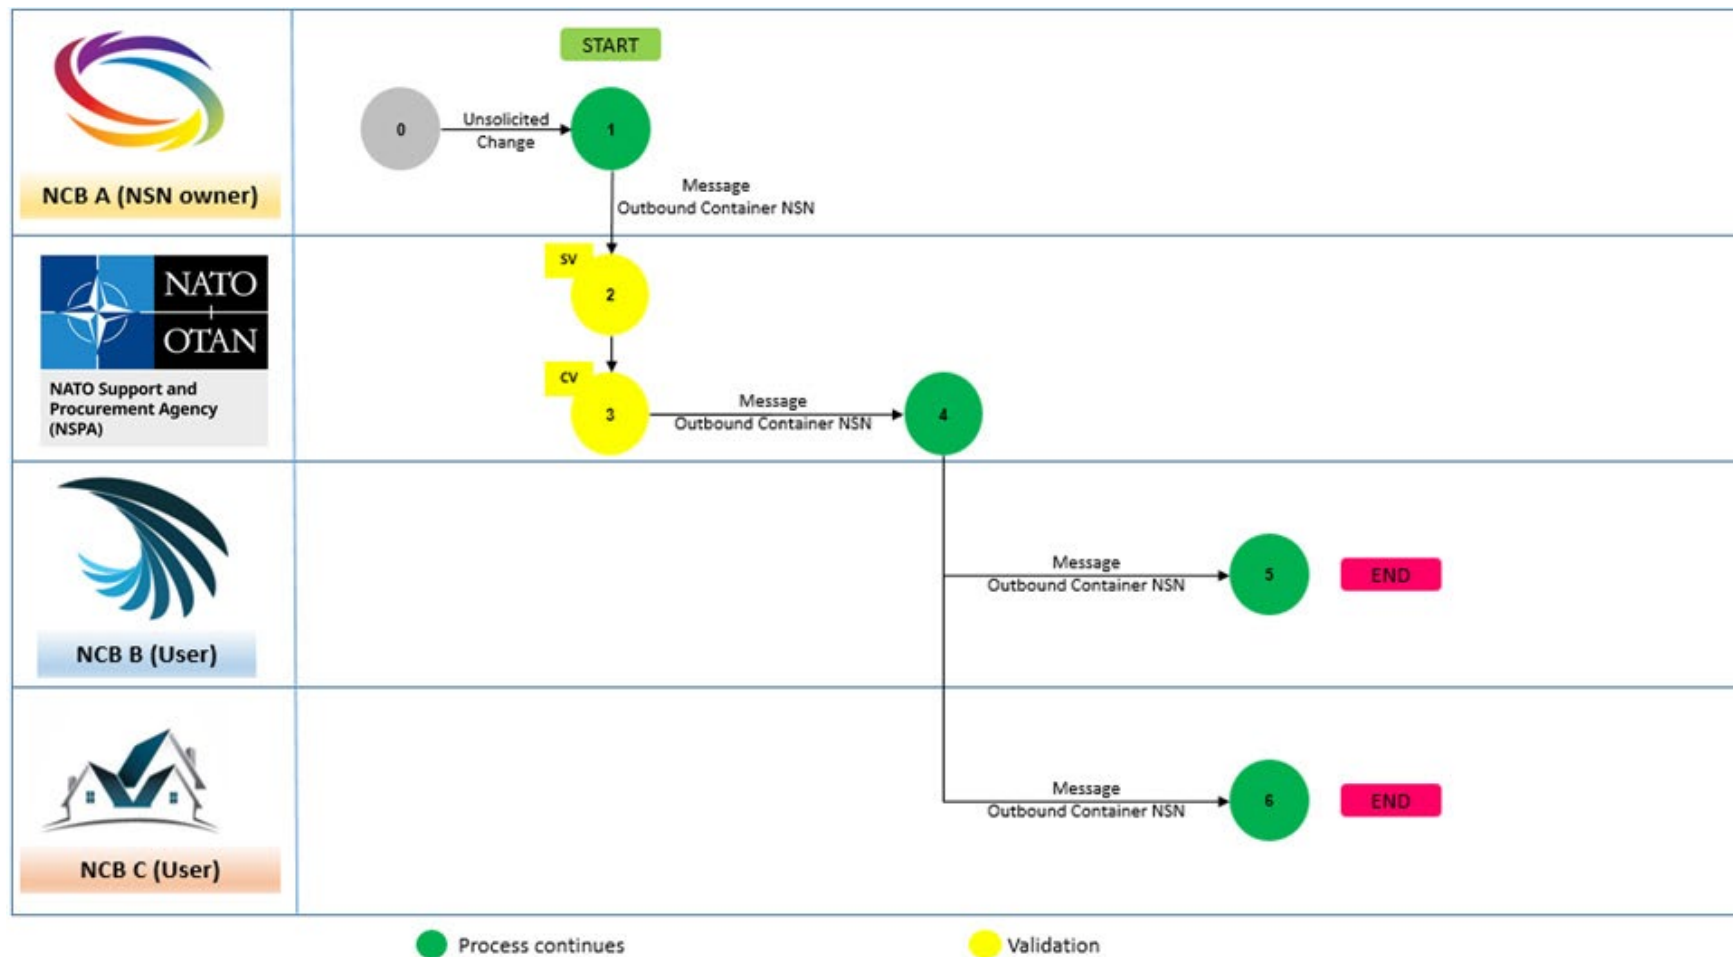 START
0
Unsolicited
Change
1
NCB A (NSN owner)
Message
Outbound Container NSN
NATO
OTAN
NATO Support and
Procurement Agency
(NSPA)
SV
2
CV
3
Message
Outbound Container NSN
4
NCB B (User)
Message
Outbound Container NSN
5
END
NCB C (User)
Message
Outbound Container NSN
6
END
Process continues
Validation